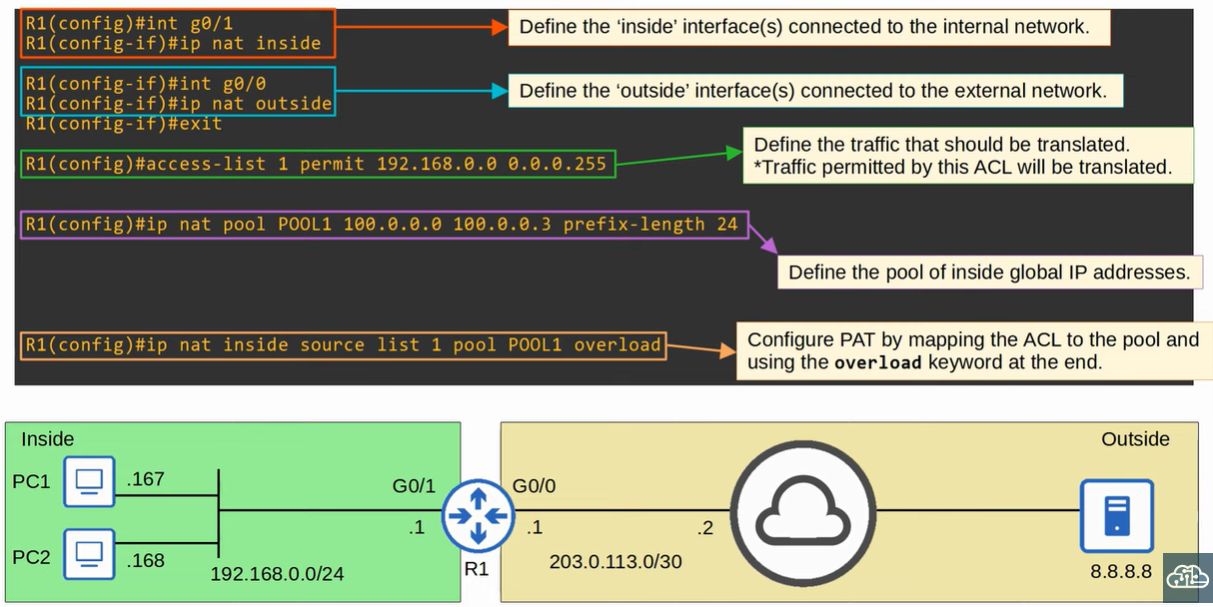 R1(config)#int g0/1
R1(config-if)#ip nat inside
Define the ‘inside’ interface(s) connected to the internal network.
R1(config-if)#int g0/0
R1(config-if)#ip nat outside
R1(config-if)#exit
Define the ‘outside’ interface(s) connected to the external network.
R1(config)#access-list 1 permit 192.168.0.0 0.0.0.255
Define the traffic that should be translated.
*Traffic permitted by this ACL will be translated.
R1(config)#ip nat pool POOL1 100.0.0.0 100.0.0.3 prefix-length 24
Define the pool of inside global IP addresses.
R1(config)#ip nat inside source list 1 pool POOL1 overload
Configure PAT by mapping the ACL to the pool and
using the overload keyword at the end.
Inside
Outside
PC1
.167
G0/1
G0/0
.1
.1
.2
PC2
.168
192.168.0.0/24
R1
203.0.113.0/30
8.8.8.8